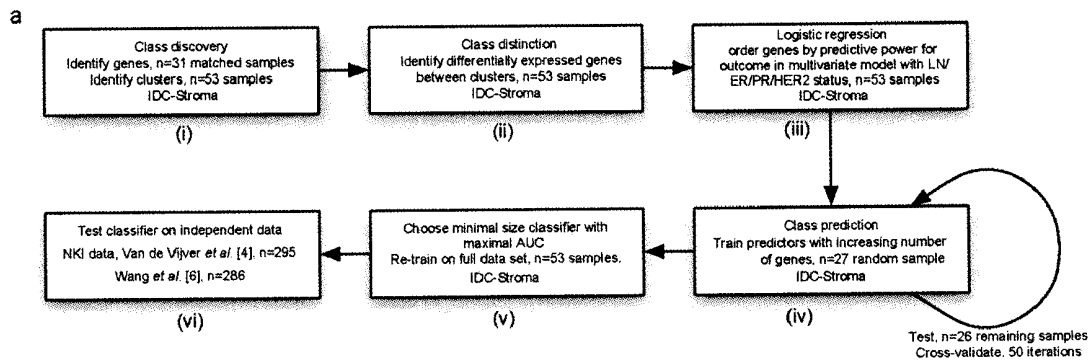 a
Class discovery
Identify genes, n=31 matched samples
Identify clusters, n=53 samples
IDC-Stroma
(i)
Class distinction
Identify differentially expressed genes
between clusters, n=53 samples
IDC-Stroma
(ii)
Logistic regression
order genes by predictive power for
outcome in multivariate model with LN/
ER/PR/HER2 status, n=53 samples
IDC-Stroma
(iii)
Class prediction
Train predictors with increasing number
of genes, n=27 random sample
IDC-Stroma
(iv)
Test, n=26 remaining samples
Cross-validate, 50 iterations
Choose minimal size classifier with
maximal AUC
Re-train on full data set, n=53 samples.
IDC-Stroma
(v)
Test classifier on independent data
NKI data, Van de Vijver et al. [4], n=295
Wang et al. [6], n=286
(vi)